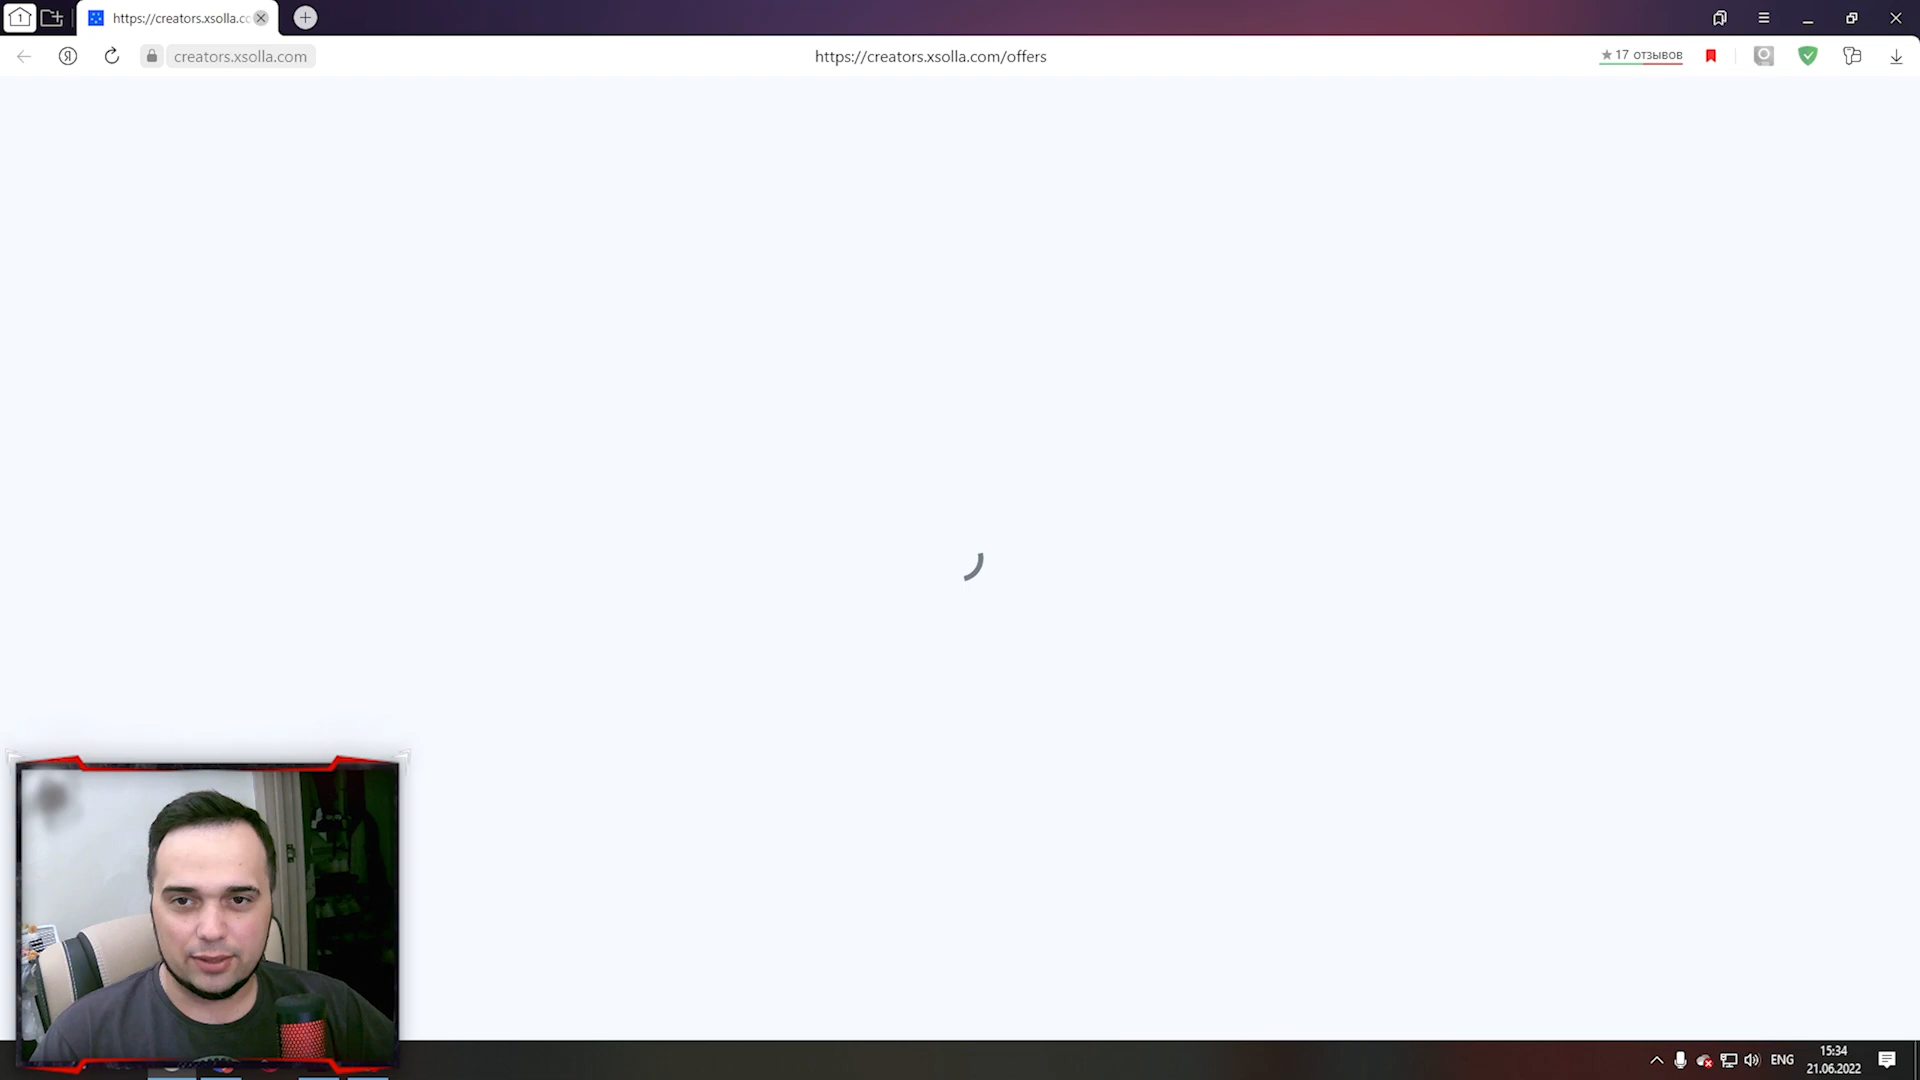 1
https://creators.xsolla.cc
creators.xsolla.com
https://creators.xsolla.com/offers
17 отзывов
ENG
15:34
21.06.2022